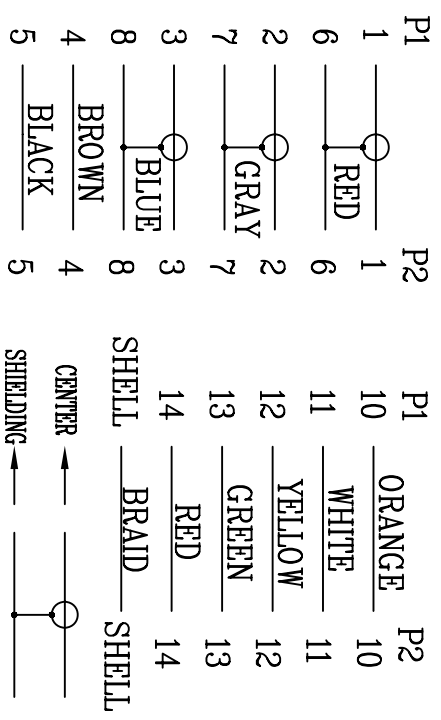 P1 P2
1 1
RED
6 6
2 2
GRAY
7 7
3 3
BLUE
8 8
4 BROWN 4
5 BLACK 5
P1 P2
10 ORANGE 10
11 WHITE 11
12 YELLOW 12
13 GREEN 13
14 RED 14
SHELL BRAID SHELL
CENTER
SHIELDING